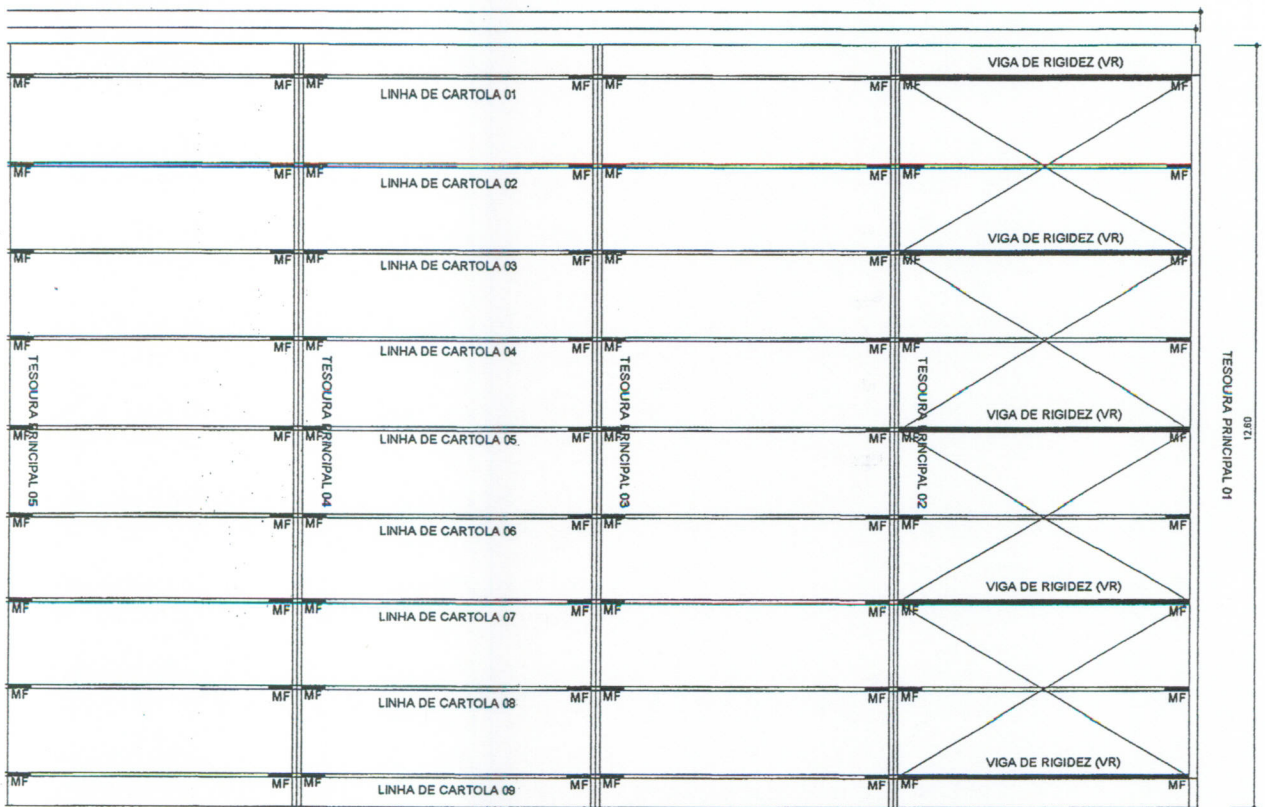 VIGA DE RIGIDEZ (VR)
MF MF MF MF MF MF MF MF
LINHA DE CARTOLA 01
MF MF MF MF MF MF MF MF
LINHA DE CARTOLA 02
VIGA DE RIGIDEZ (VR)
MF MF MF MF MF MF MF MF
LINHA DE CARTOLA 03
MF MF MF MF MF MF MF MF
LINHA DE CARTOLA 04
TESOURA PRINCIPAL 05
TESOURA PRINCIPAL 04
TESOURA PRINCIPAL 03
TESOURA PRINCIPAL 02
TESOURA PRINCIPAL 01
VIGA DE RIGIDEZ (VR)
MF MF MF MF MF MF MF MF
LINHA DE CARTOLA 05
MF MF MF MF MF MF MF MF
LINHA DE CARTOLA 06
VIGA DE RIGIDEZ (VR)
MF MF MF MF MF MF MF MF
LINHA DE CARTOLA 07
MF MF MF MF MF MF MF MF
LINHA DE CARTOLA 08
VIGA DE RIGIDEZ (VR)
MF MF MF MF MF MF MF MF
LINHA DE CARTOLA 09